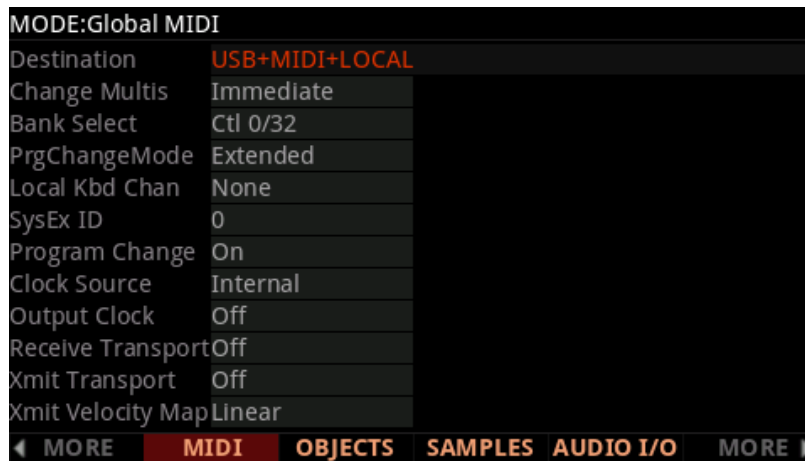 MODE:Global MIDI
Destination USB+MIDI+LOCAL
Change Multis Immediate
Bank Select Ctl 0/32
PrgChangeMode Extended
Local Kbd Chan None
SysEx ID 0
Program Change On
Clock Source Internal
Output Clock Off
Receive Transport Off
Xmit Transport Off
Xmit Velocity Map Linear
MORE MIDI OBJECTS SAMPLES AUDIO I/O MORE